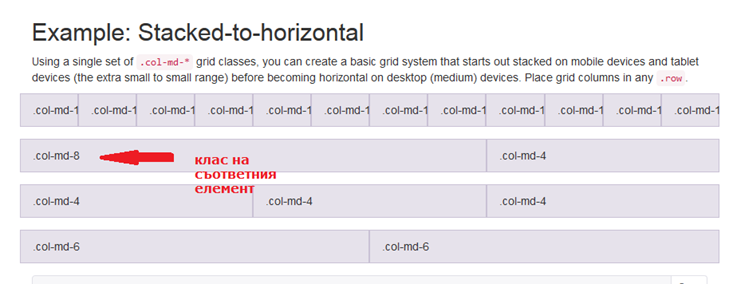 Example: Stacked-to-horizontal
Using a single set of .col-md-* grid classes, you can create a basic grid system that starts out stacked on mobile devices and tablet
devices (the extra small to small range) before becoming horizontal on desktop (medium) devices. Place grid columns in any .row.
.col-md-1 .col-md-1 .col-md-1 .col-md-1 .col-md-1 .col-md-1 .col-md-1 .col-md-1 .col-md-1 .col-md-1 .col-md-1 .col-md-1
.col-md-8 .col-md-4
клас на
съответния
елемент
.col-md-4 .col-md-4 .col-md-4
.col-md-6 .col-md-6